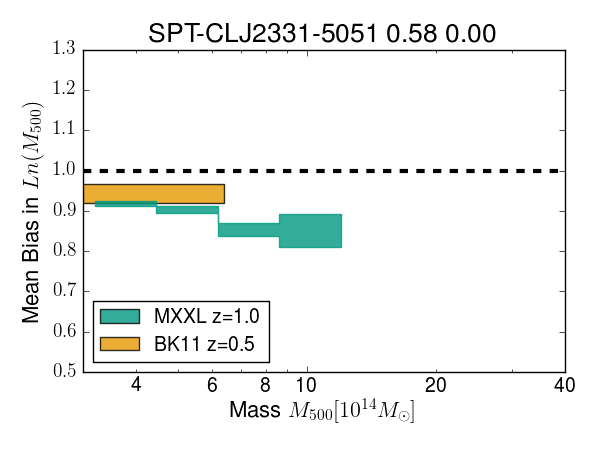 SPT-CLJ2331-5051 0.58 0.00
1.3
1.2
1.1
1.0
0.9
0.8
0.7
0.6
0.5
Mean Bias in Ln(M₅₀₀)
MXXL z=1.0
BK11 z=0.5
4 6 8 10 20 40
Mass M₅₀₀[10¹⁴M⊙]